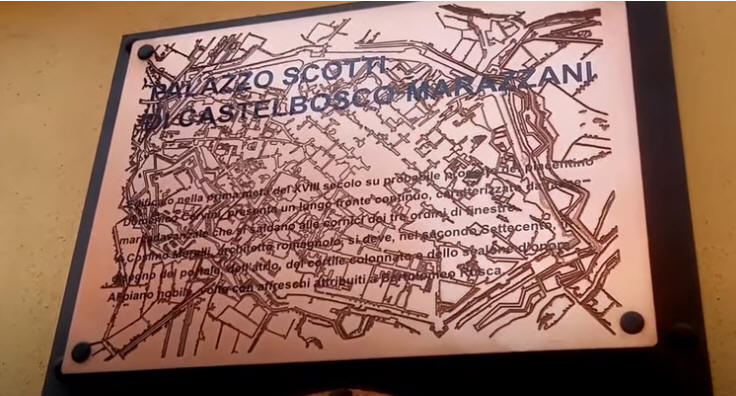 PALAZZO SCOTTI
DI CASTELBOSCO MARAZZANI
Edificato nella prima metà del XVIII secolo su probabile progetto del piacentino
Domenico Cervini, presenta un lungo fronte continuo, caratterizzato da
marcadavanzale che si saldano alle cornici dei tre ordini di finestre.
A Cosimo Morelli, architetto romagnolo, si deve, nel secondo Settecento, il
disegno del portale, dell'atrio, del cortile colonnato e dello scalone d'onore.
Al piano nobile, volte con affreschi attribuiti a Bartolomeo Rusca.